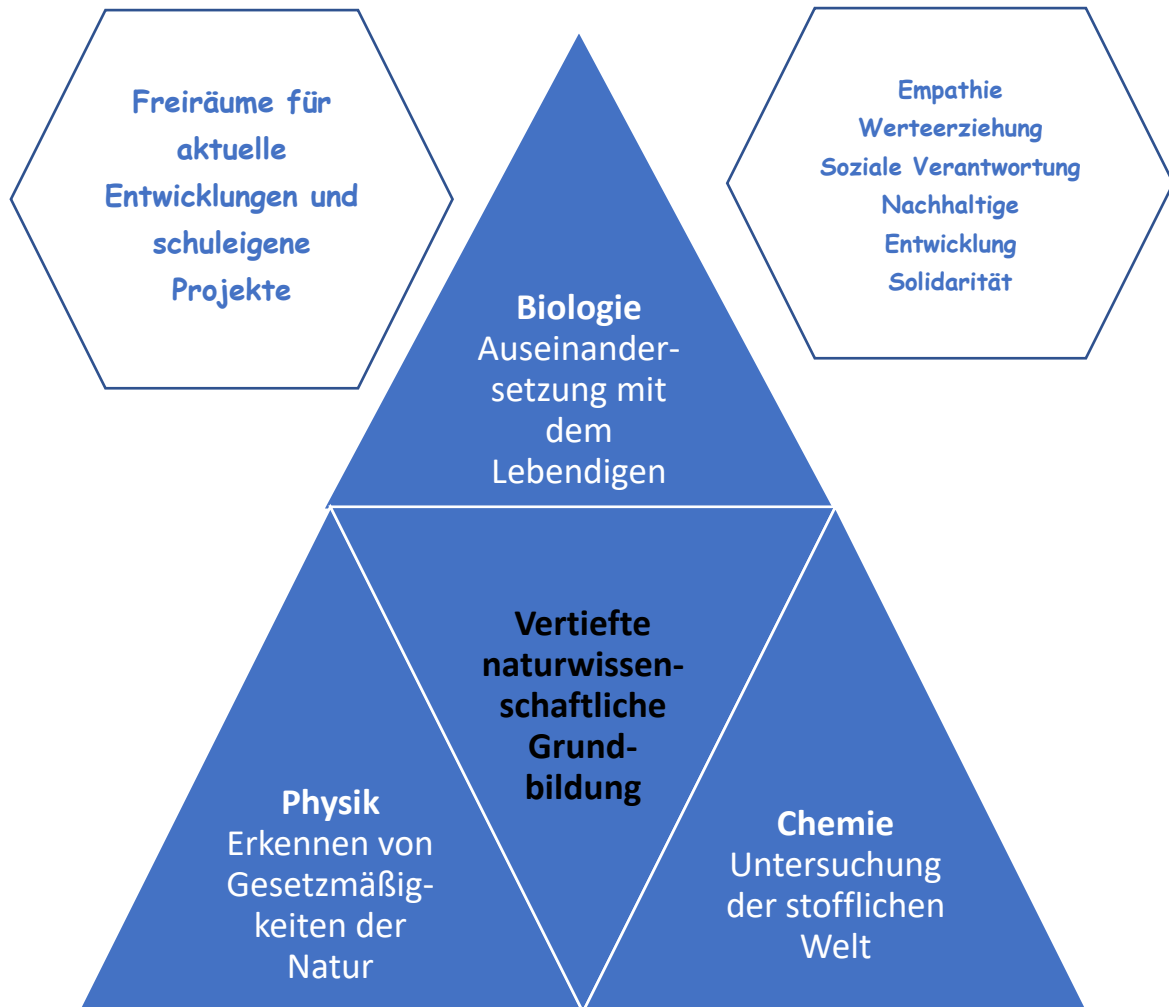 Freiräume für
aktuelle
Entwicklungen und
schuleigene
Projekte
Empathie
Werteerziehung
Soziale Verantwortung
Nachhaltige
Entwicklung
Solidarität
Biologie
Auseinander-
setzung mit
dem
Lebendigen
Vertiefte
naturwissen-
schaftliche
Grund-
bildung
Physik
Erkennen von
Gesetzmäßig-
keiten der
Natur
Chemie
Untersuchung
der stofflichen
Welt